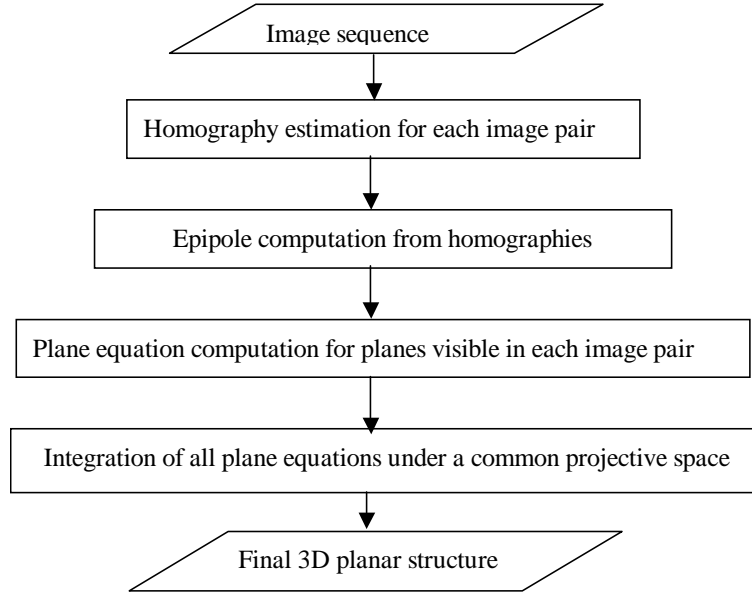 Image sequence
Homography estimation for each image pair
Epipole computation from homographies
Plane equation computation for planes visible in each image pair
Integration of all plane equations under a common projective space
Final 3D planar structure